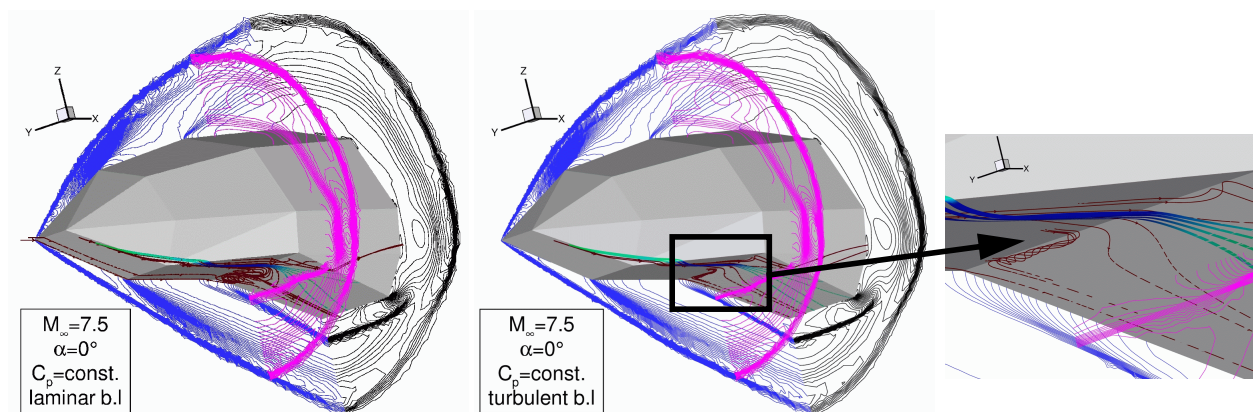 Z
X
Y
M∞=7.5
α=0°
Cp=const.
laminar b.l
Z
X
Y
M∞=7.5
α=0°
Cp=const.
turbulent b.l
Y
X